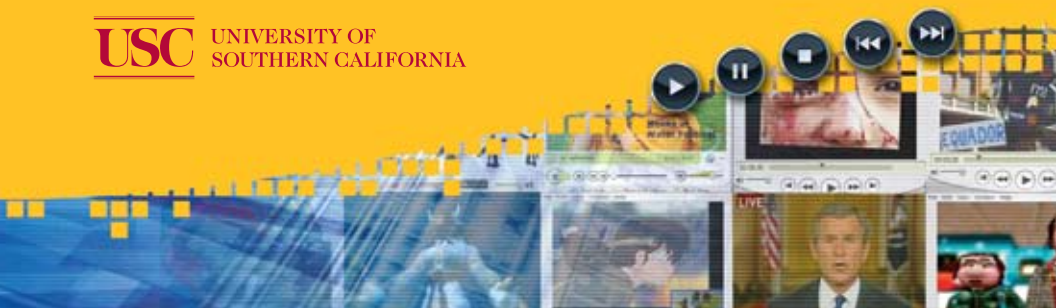 USC UNIVERSITY OF
SOUTHERN CALIFORNIA
EQUADOR
LIVE